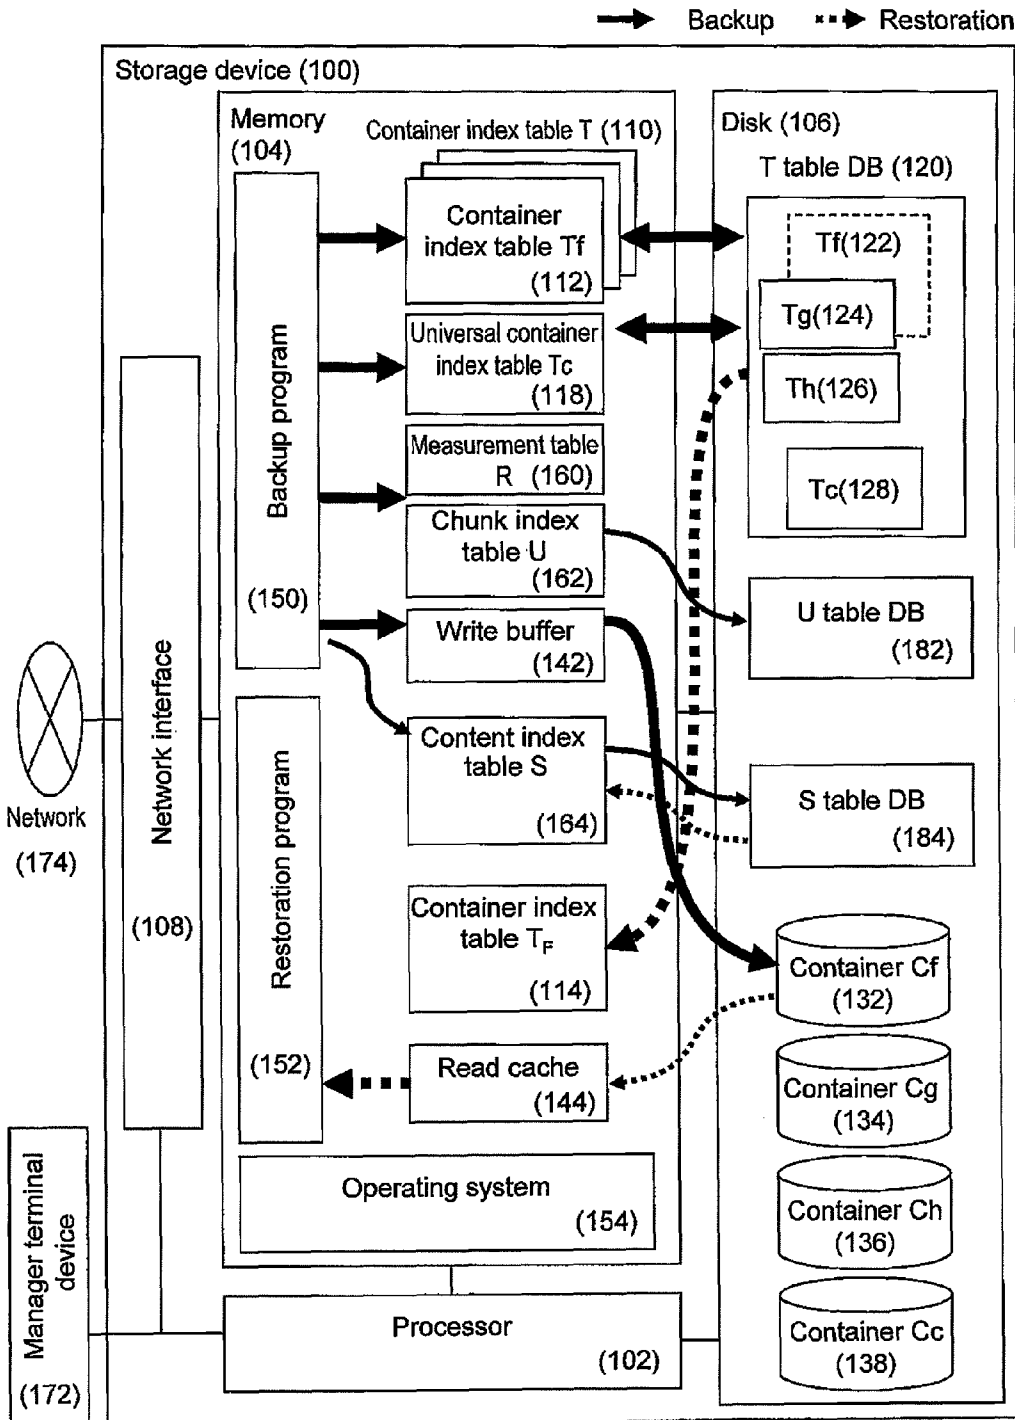 Backup
Restoration
Storage device (100)
Memory
(104)
Container index table T (110)
Container
index table Tf
(112)
Universal container
index table Tc
(118)
Measurement table
R (160)
Chunk index
table U
(162)
Write buffer
(142)
Content index
table S
(164)
Container index
table TF
(114)
Read cache
(144)
Backup program
(150)
Restoration program
(152)
Operating system
(154)
Processor
(102)
Network interface
(108)
Network
(174)
Manager terminal
device
(172)
Disk (106)
T table DB (120)
Tf(122)
Tg(124)
Th(126)
Tc(128)
U table DB
(182)
S table DB
(184)
Container Cf
(132)
Container Cg
(134)
Container Ch
(136)
Container Cc
(138)